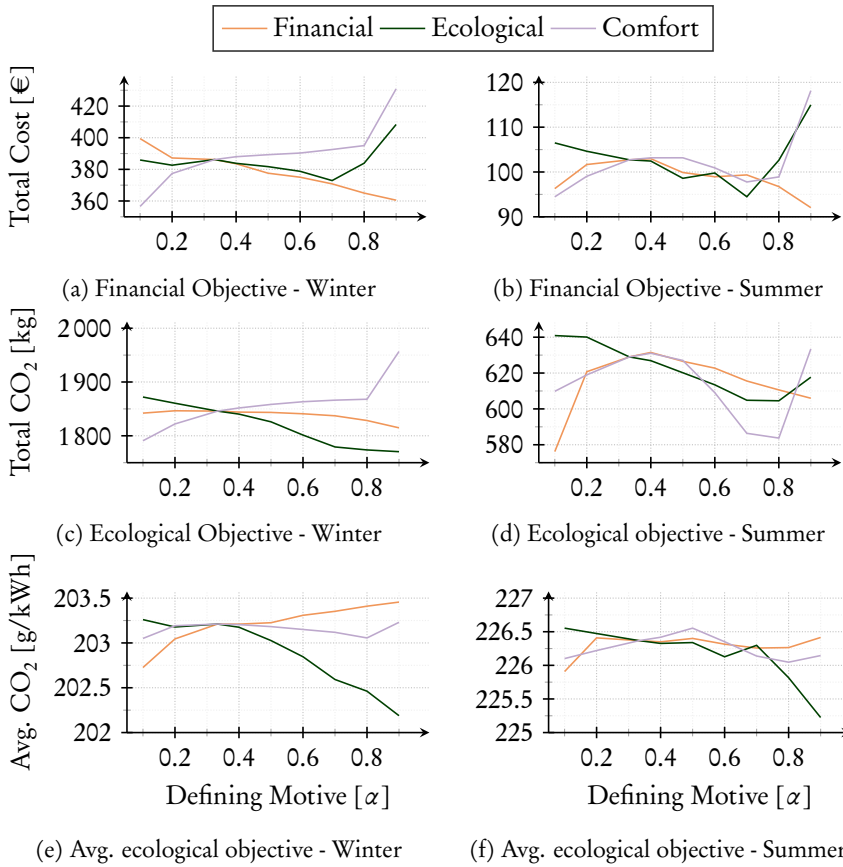 Financial Ecological Comfort
Total Cost [€]
420
400
380
360
0.2 0.4 0.6 0.8
(a) Financial Objective - Winter
120
110
100
90
0.2 0.4 0.6 0.8
(b) Financial Objective - Summer
Total CO₂ [kg]
2 000
1 900
1 800
0.2 0.4 0.6 0.8
(c) Ecological Objective - Winter
640
620
600
580
0.2 0.4 0.6 0.8
(d) Ecological objective - Summer
Avg. CO₂ [g/kWh]
203.5
203
202.5
202
0.2 0.4 0.6 0.8
Defining Motive [α]
(e) Avg. ecological objective - Winter
227
226.5
226
225.5
225
0.2 0.4 0.6 0.8
Defining Motive [α]
(f) Avg. ecological objective - Summer